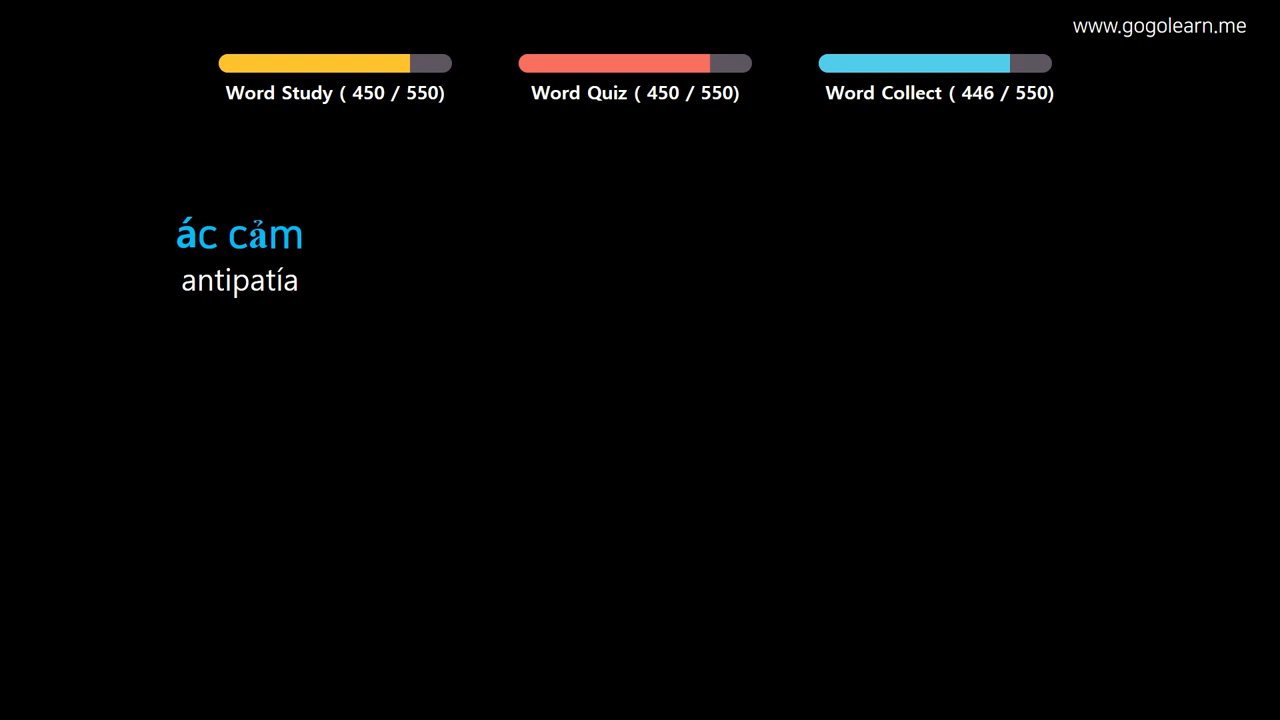 www.gogolearn.me
Word Study ( 450 / 550)
Word Quiz ( 450 / 550)
Word Collect ( 446 / 550)
ác cảm
antipatía